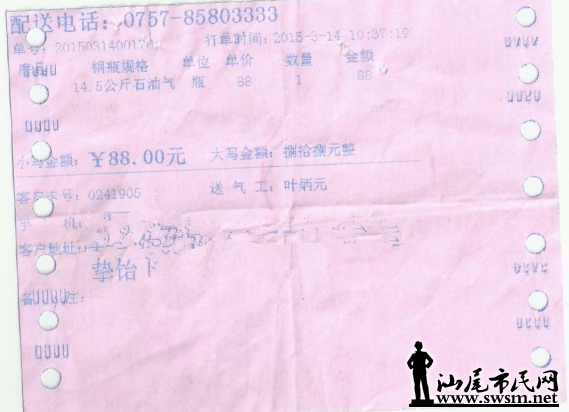 配送电话：0757-85803333
单号：20150314001 打单时间：2015-3-14 10:37:19
钢瓶规格 单位 单价 数量 金额
14.5公斤石油气 瓶 88 1 88
小写金额：￥88.00元 大写金额：捌拾捌元整
客户卡号：0241905 送气工：叶炳元
手 机：
客户地址：
备 注：
汕尾市民网
www.swsm.net